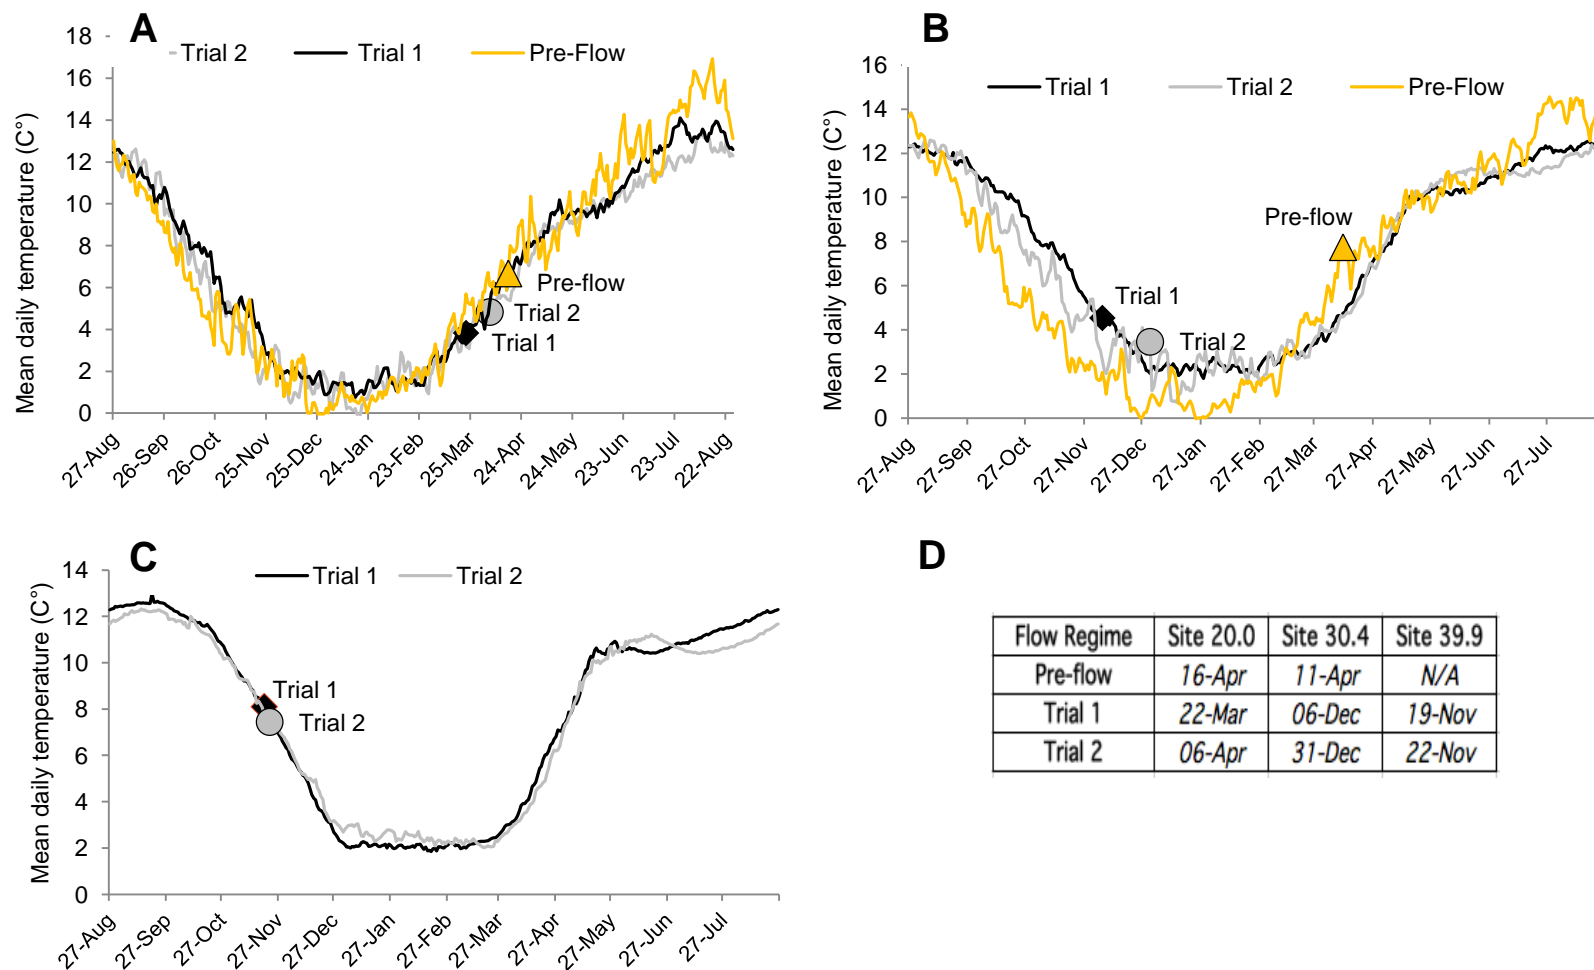 A
Mean daily temperature (C°)
18
16
14
12
10
8
6
4
2
0
Trial 2
Trial 1
Pre-Flow
Pre-flow
Trial 2
Trial 1
27-Aug
26-Sep
26-Oct
25-Nov
25-Dec
24-Jan
23-Feb
25-Mar
24-Apr
24-May
23-Jun
23-Jul
22-Aug
B
Mean daily temperature (C°)
16
14
12
10
8
6
4
2
0
Trial 1
Trial 2
Pre-Flow
Pre-flow
Trial 1
Trial 2
27-Aug
27-Sep
27-Oct
27-Nov
27-Dec
27-Jan
27-Feb
27-Mar
27-Apr
27-May
27-Jun
27-Jul
C
Mean daily temperature (C°)
14
12
10
8
6
4
2
0
Trial 1
Trial 2
Trial 1
Trial 2
27-Aug
27-Sep
27-Oct
27-Nov
27-Dec
27-Jan
27-Feb
27-Mar
27-Apr
27-May
27-Jun
27-Jul
D
Flow Regime Site 20.0 Site 30.4 Site 39.9
Pre-flow 16-Apr 11-Apr N/A
Trial 1 22-Mar 06-Dec 19-Nov
Trial 2 06-Apr 31-Dec 22-Nov